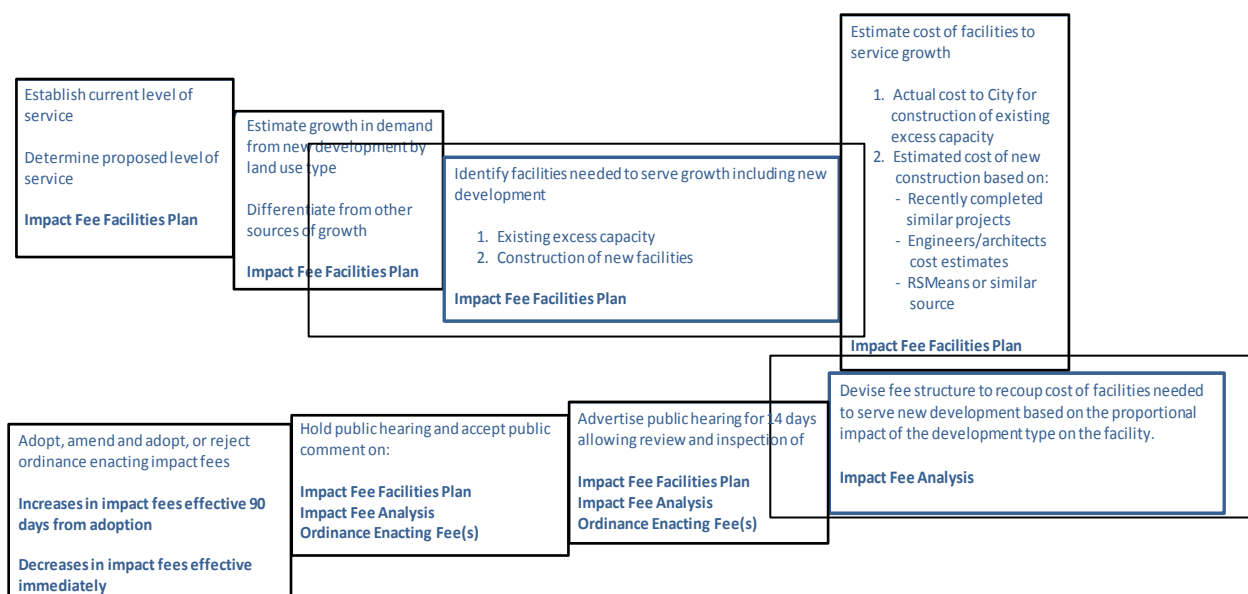 Establish current level of
service
Determine proposed level of
service
Impact Fee Facilities Plan
Estimate growth in demand
from new development by
land use type
Differentiate from other
sources of growth
Impact Fee Facilities Plan
Identify facilities needed to serve growth including new
development
1. Existing excess capacity
2. Construction of new facilities
Impact Fee Facilities Plan
Estimate cost of facilities to
service growth
1. Actual cost to City for
construction of existing
excess capacity
2. Estimated cost of new
construction based on:
- Recently completed
similar projects
- Engineers/architects
cost estimates
- RSMeans or similar
source
Impact Fee Facilities Plan
Devise fee structure to recoup cost of facilities needed
to serve new development based on the proportional
impact of the development type on the facility.
Impact Fee Analysis
Advertise public hearing for 14 days
allowing review and inspection of
Impact Fee Facilities Plan
Impact Fee Analysis
Ordinance Enacting Fee(s)
Hold public hearing and accept public
comment on:
Impact Fee Facilities Plan
Impact Fee Analysis
Ordinance Enacting Fee(s)
Adopt, amend and adopt, or reject
ordinance enacting impact fees
Increases in impact fees effective 90
days from adoption
Decreases in impact fees effective
immediately